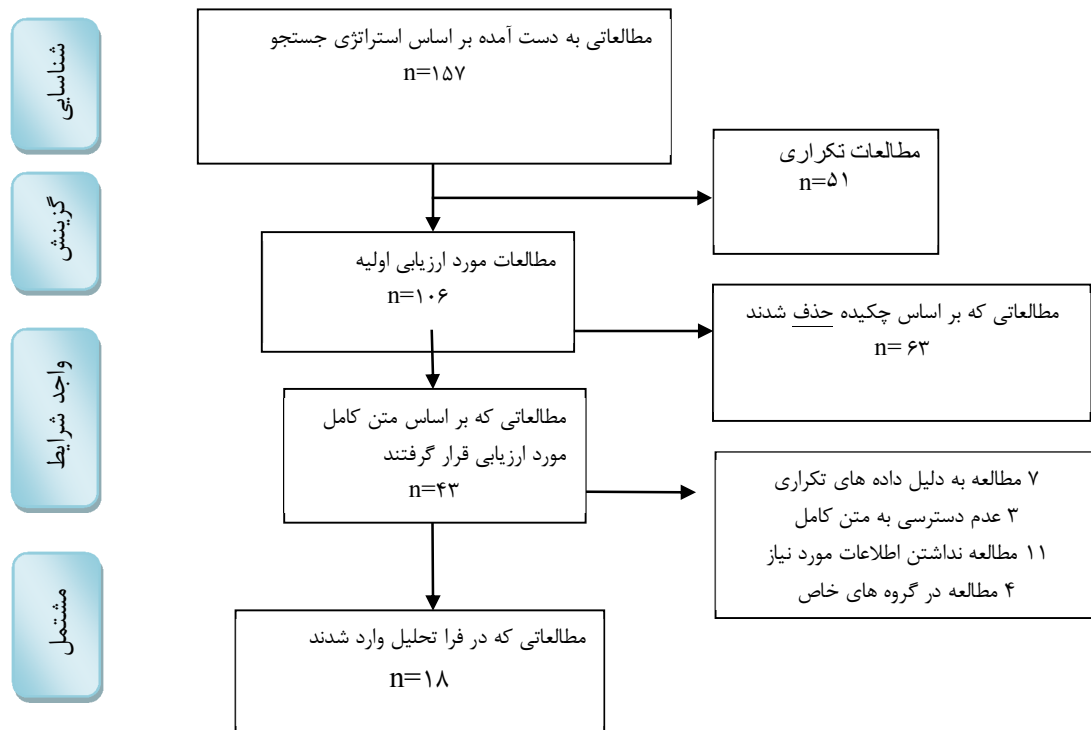 شناسایی
مطالعاتی به دست آمده بر اساس استراتژی جستجو
n=۱۵۷
مطالعات تکراری
n=۵۱
گزینش
مطالعات مورد ارزیابی اولیه
n=۱۰۶
مطالعاتی که بر اساس چکیده حذف شدند
n= ۶۳
واجد شرایط
مطالعاتی که بر اساس متن کامل
مورد ارزیابی قرار گرفتند
n=۴۳
۷ مطالعه به دلیل داده های تکراری
۳ عدم دسترسی به متن کامل
۱۱ مطالعه نداشتن اطلاعات مورد نیاز
۴ مطالعه در گروه های خاص
مشتمل
مطالعاتی که در فرا تحلیل وارد شدند
n=۱۸